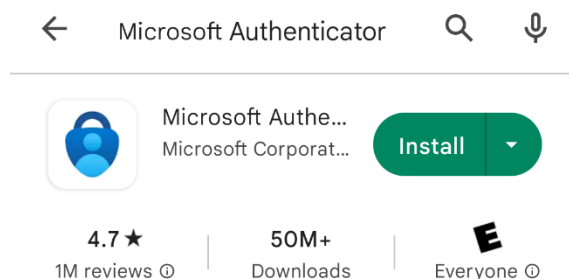 Microsoft Authenticator
Microsoft Authe...
Microsoft Corporat...
Install
4.7★
50M+
E
1M reviews
Downloads
Everyone